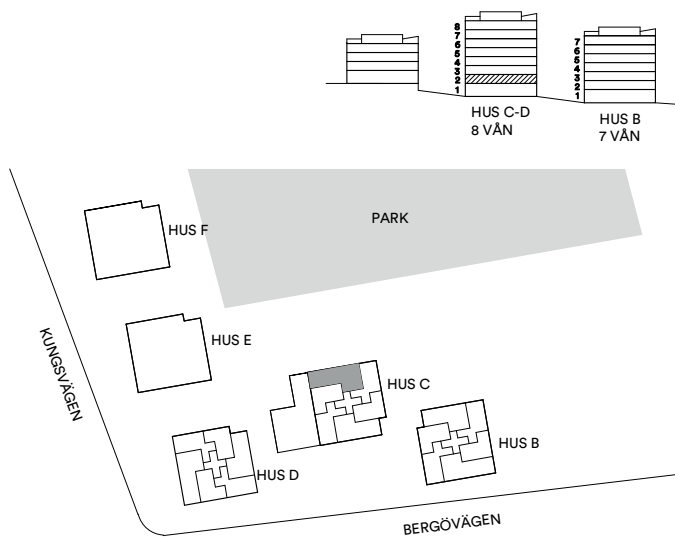 8
7
6
5
4
3
2
1
HUS C-D
8 VÅN
7
6
5
4
3
2
1
HUS B
7 VÅN
PARK
HUS F
HUS E
HUS C
HUS B
HUS D
KUNGSVÄGEN
BERGÖVÄGEN